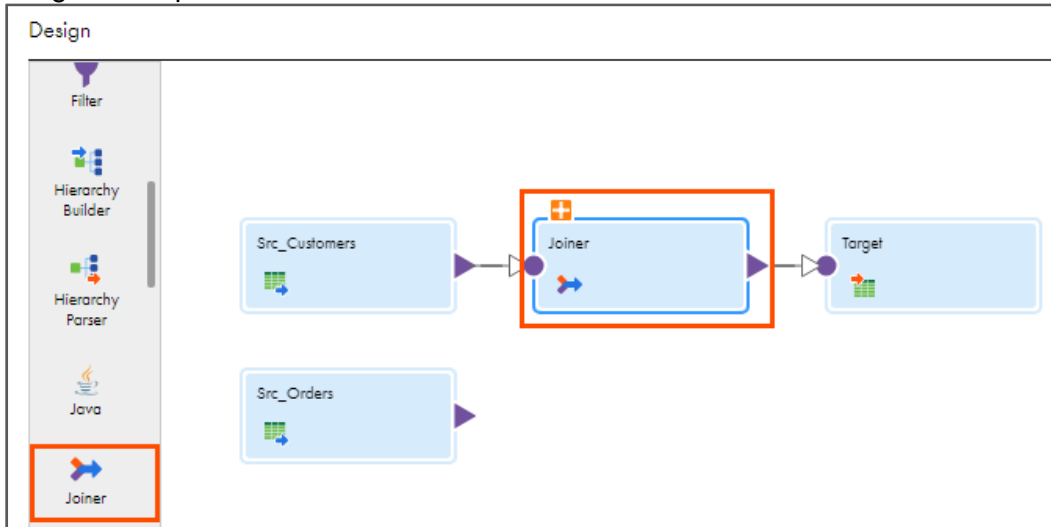 Design
Filter
Hierarchy
Builder
Hierarchy
Parser
Java
Joiner
Src_Customers
Joiner
Target
Src_Orders